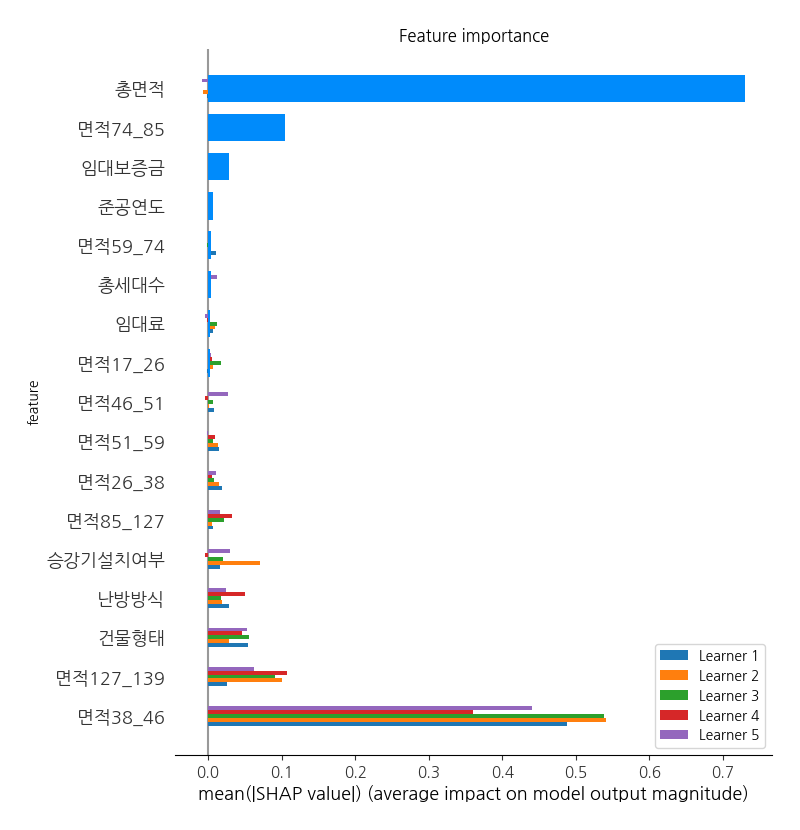 Feature importance
총면적
면적74_85
임대보증금
준공연도
면적59_74
총세대수
임대료
면적17_26
면적46_51
면적51_59
면적26_38
면적85_127
승강기설치여부
난방방식
건물형태
면적127_139
면적38_46
feature
Learner 1
Learner 2
Learner 3
Learner 4
Learner 5
0.0 0.1 0.2 0.3 0.4 0.5 0.6 0.7
mean(|SHAP value|) (average impact on model output magnitude)